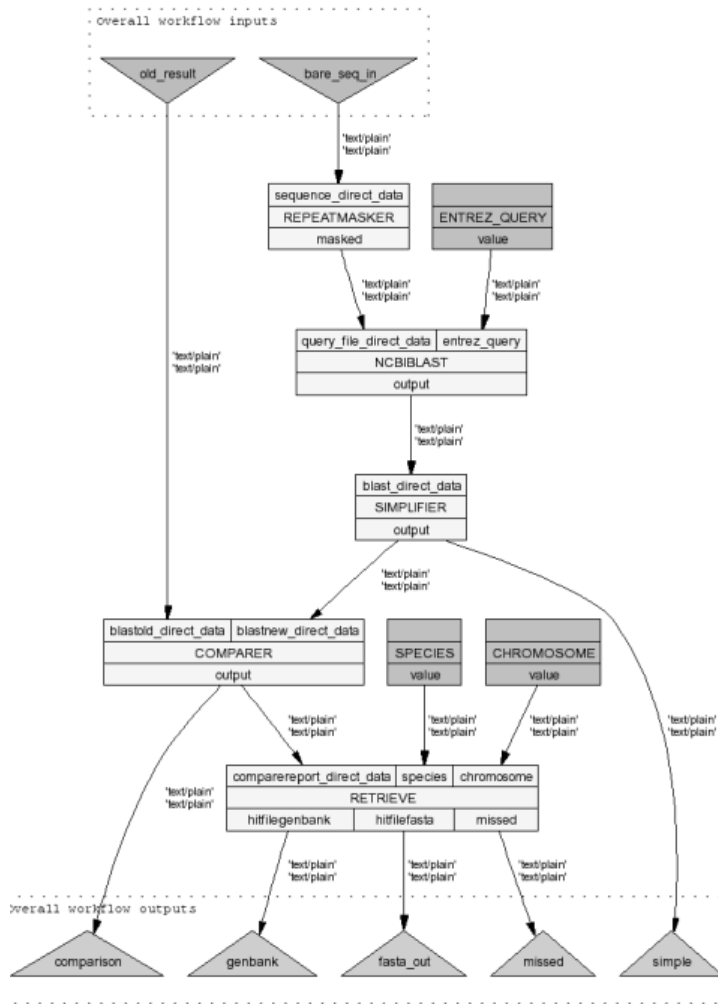 Overall workflow inputs
old_result
bare_seq_in
'text/plain'
'text/plain'
sequence_direct_data
REPEATMASKER
masked
ENTREZ_QUERY
value
'text/plain'
'text/plain'
'text/plain'
'text/plain'
query_file_direct_data
entrez_query
NCBIBLAST
output
'text/plain'
'text/plain'
'text/plain'
'text/plain'
blast_direct_data
SIMPLIFIER
output
'text/plain'
'text/plain'
blastold_direct_data
blastnew_direct_data
COMPARER
output
SPECIES
value
CHROMOSOME
value
'text/plain'
'text/plain'
'text/plain'
'text/plain'
'text/plain'
'text/plain'
'text/plain'
'text/plain'
'text/plain'
'text/plain'
comparereport_direct_data
species
chromosome
RETRIEVE
hitfilegenbank
hitfilefasta
missed
'text/plain'
'text/plain'
'text/plain'
'text/plain'
'text/plain'
'text/plain'
Overall workflow outputs
comparison
genbank
fasta_out
missed
simple